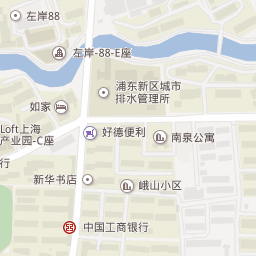 左岸88
左岸-88-E座
浦东新区城市
排水管理所
如家
Loft上海
产业园-C座
好德便利
南泉公寓
行
新华书店
峨山小区
中国工商银行